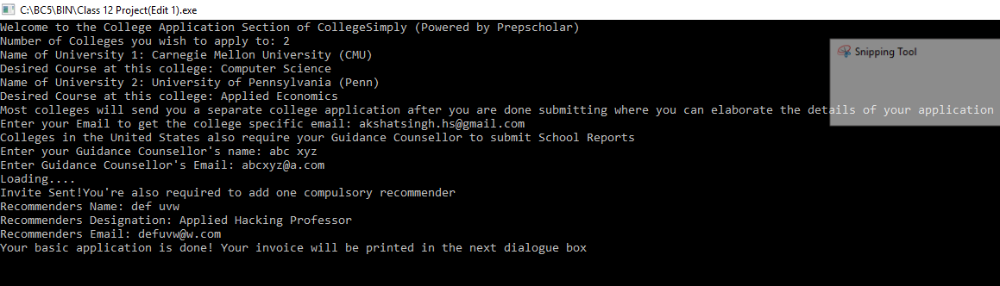 C:\BC5\BIN\Class 12 Project(Edit 1).exe
Welcome to the College Application Section of CollegeSimply (Powered by Prepscholar)
Number of Colleges you wish to apply to: 2
Name of University 1: Carnegie Mellon University (CMU)
Snipping Tool
Desired Course at this college: Computer Science
Name of University 2: University of Pennsylvania (Penn)
Desired Course at this college: Applied Economics
Most colleges will send you a separate college application after you are done submitting where you can elaborate the details of your application
Enter your Email to get the college specific email: akshatsingh.hs@gmail.com
Colleges in the United States also require your Guidance Counsellor to submit School Reports
Enter your Guidance Counsellor's name: abc xyz
Enter Guidance Counsellor's Email: abcxyz@a.com
Loading....
Invite Sent!You're also required to add one compulsory recommender
Recommenders Name: def uvw
Recommenders Designation: Applied Hacking Professor
Recommenders Email: defuvw@w.com
Your basic application is done! Your invoice will be printed in the next dialogue box